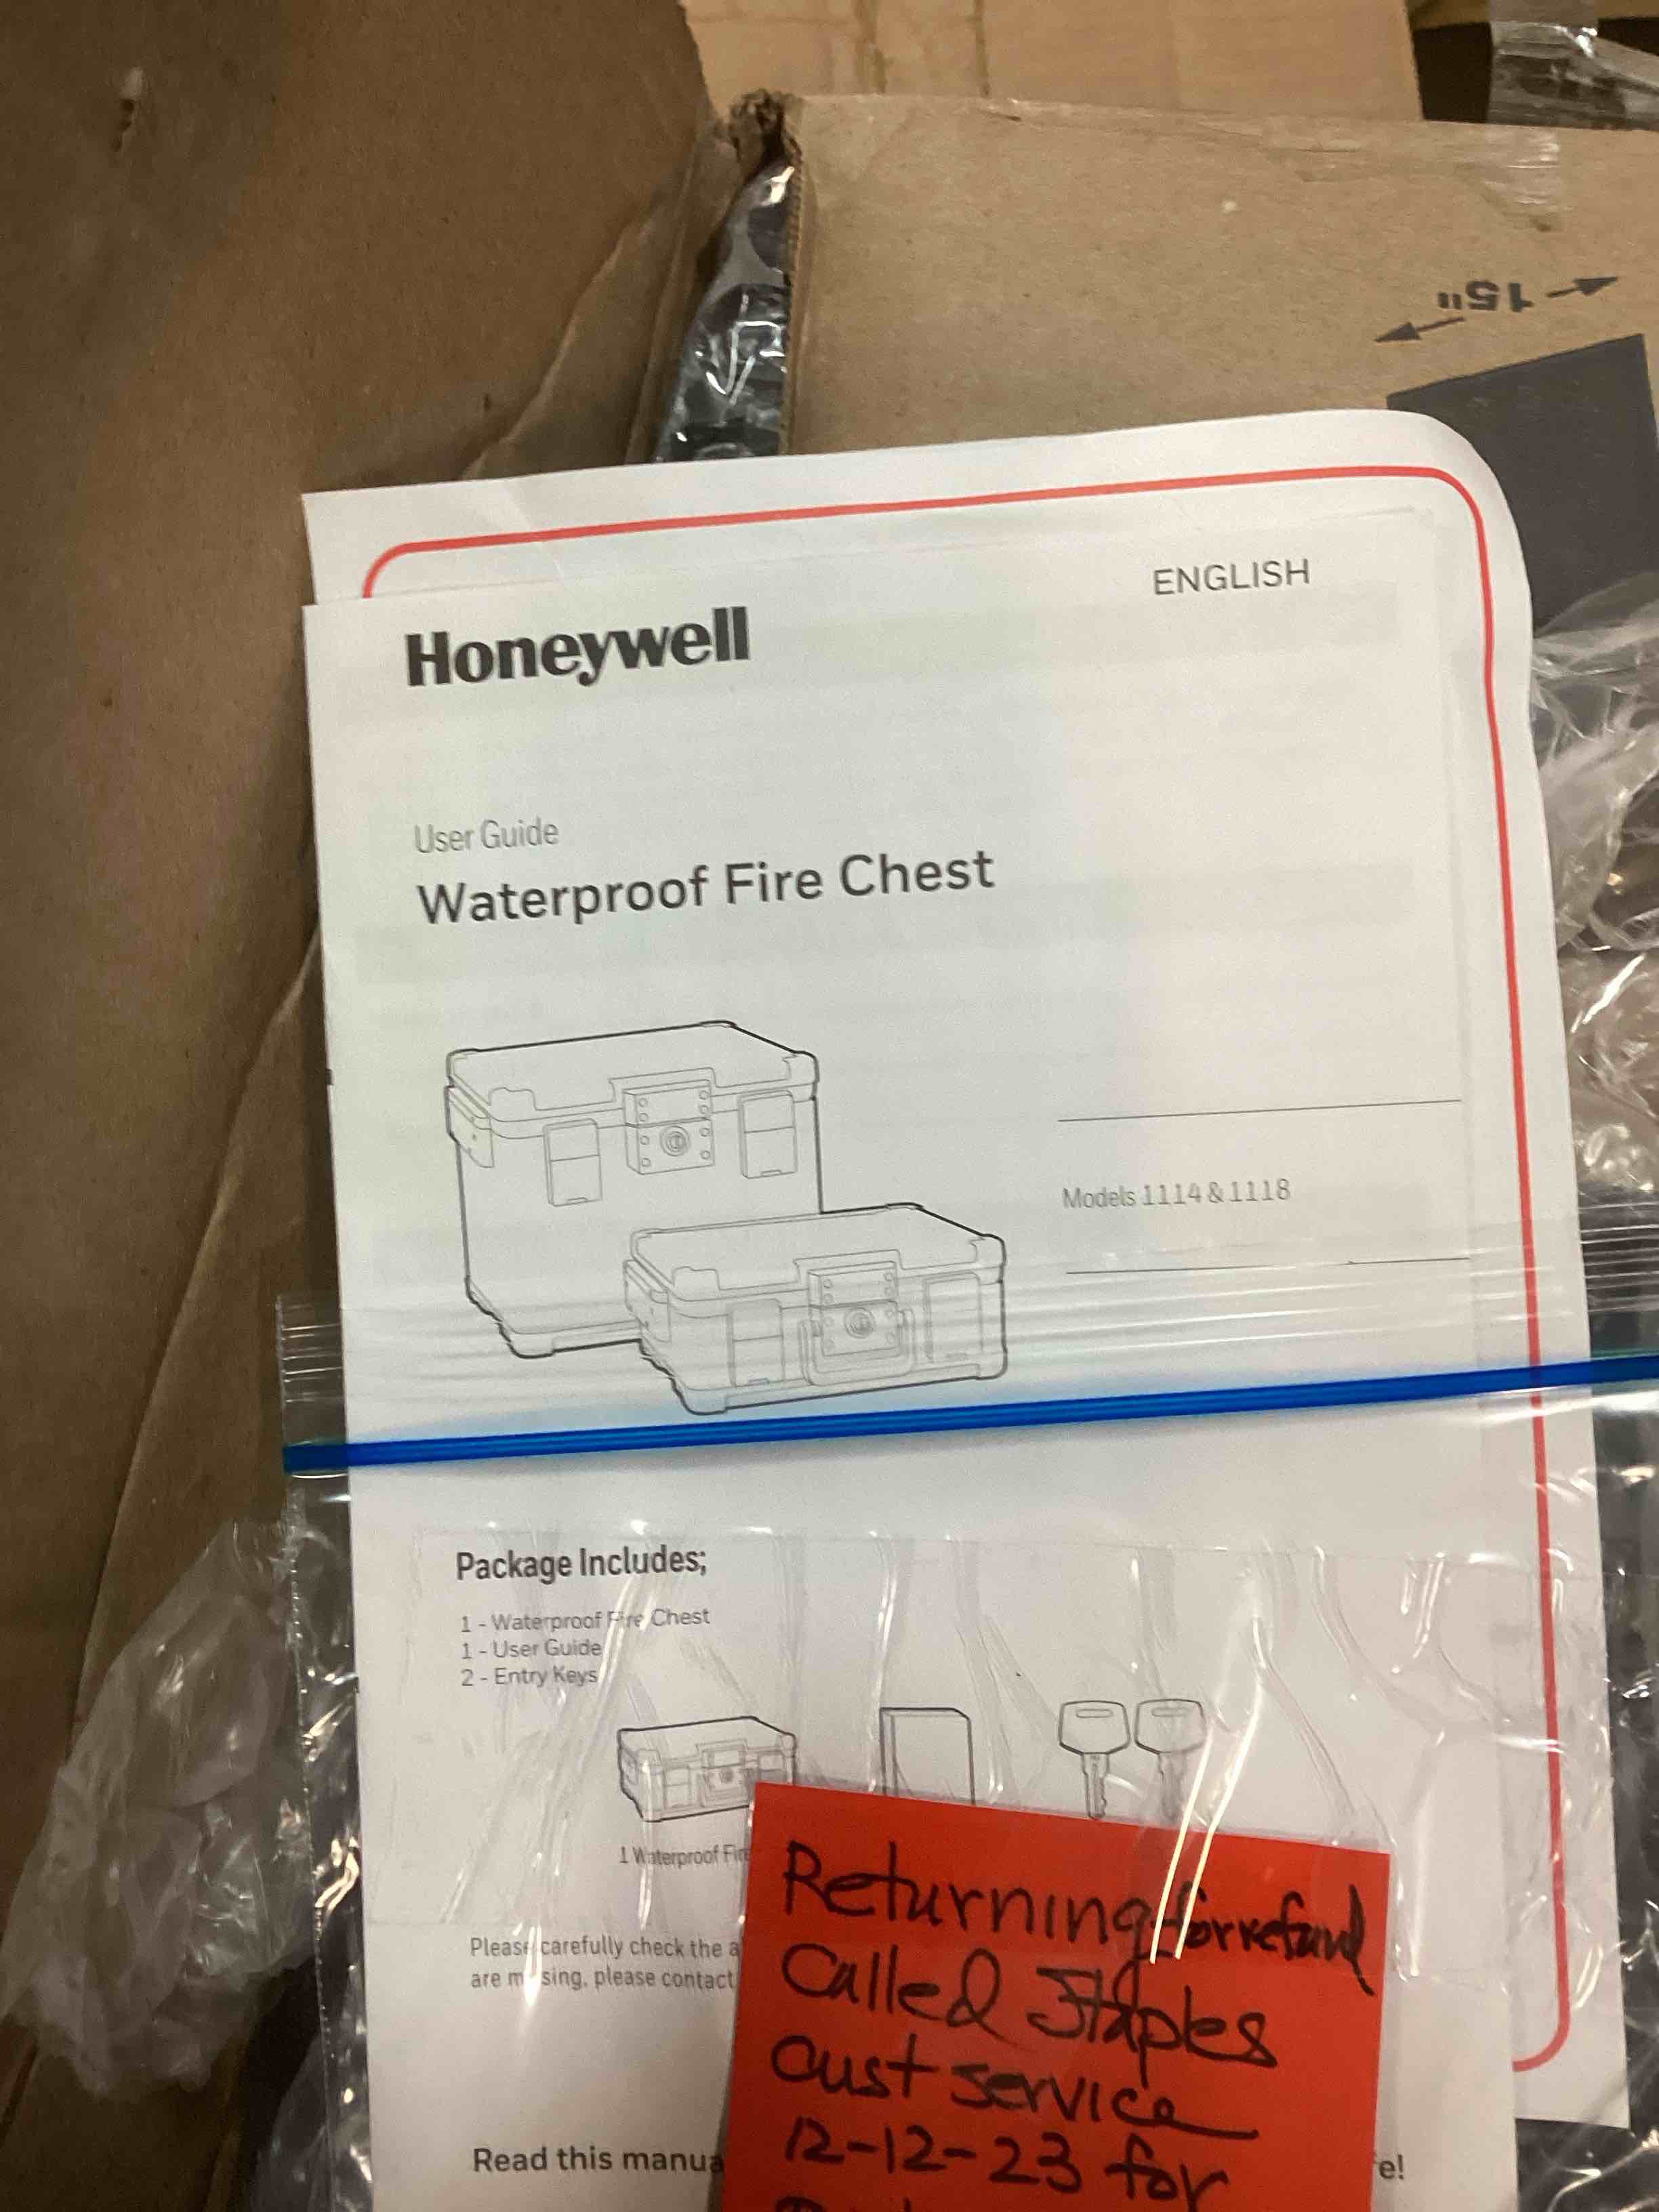 15"
ENGLISH
Honeywell
User Guide
Waterproof Fire Chest
Models 1114 & 1118
Package Includes;
1 - Waterproof Fire Chest
1 - User Guide
2 - Entry Keys
1 Waterproof Fire
Please carefully check the a
are missing, please contact
Read this manua
e!
Returning for refund
Called Staples
Cust service
12-12-23 for